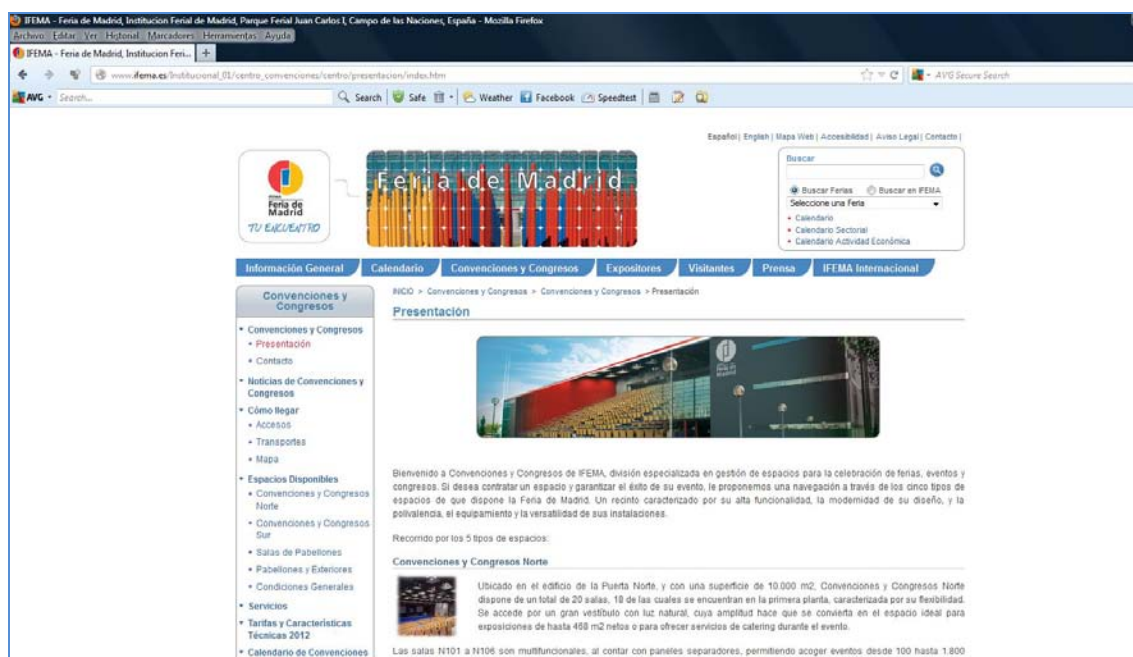 IFEMA - Feria de Madrid, Institucion Ferial de Madrid, Parque Ferial Juan Carlos I, Campo de las Naciones, España - Mozilla Firefox
Archivo Editar Ver Historial Marcadores Herramientas Ayuda
IFEMA - Feria de Madrid, Institucion Feri... +
www.ifema.es/Institucional_01/centro_convenciones/centro/presentacion/index.htm
AVG Secure Search
AVG Search... Search Safe Weather Facebook Speedtest
Español | English | Mapa Web | Accesibilidad | Aviso Legal | Contacto |
IFEMA
Feria de
Madrid
TU ENCUENTRO
Feria de Madrid
Buscar
Buscar Ferias Buscar en IFEMA
Seleccione una Feria
Calendario
Calendario Sectorial
Calendario Actividad Económica
Información General Calendario Convenciones y Congresos Expositores Visitantes Prensa IFEMA Internacional
Convenciones y
Congresos
Convenciones y Congresos
Presentación
Contacto
Noticias de Convenciones y
Congresos
Cómo llegar
Accesos
Transportes
Mapa
Espacios Disponibles
Convenciones y Congresos
Norte
Convenciones y Congresos
Sur
Salas de Pabellones
Pabellones y Exteriores
Condiciones Generales
Servicios
Tarifas y Características
Técnicas 2012
Calendario de Convenciones
INICIO > Convenciones y Congresos > Convenciones y Congresos > Presentación
Presentación
Feria de
Madrid
Bienvenido a Convenciones y Congresos de IFEMA, división especializada en gestión de espacios para la celebración de ferias, eventos y
congresos. Si desea contratar un espacio y garantizar el éxito de su evento, le proponemos una navegación a través de los cinco tipos de
espacios de que dispone la Feria de Madrid. Un recinto caracterizado por su alta funcionalidad, la modernidad de su diseño, y la
polivalencia, el equipamiento y la versatilidad de sus instalaciones.
Recorrido por los 5 tipos de espacios:
Convenciones y Congresos Norte
Ubicado en el edificio de la Puerta Norte, y con una superficie de 10.000 m2, Convenciones y Congresos Norte
dispone de un total de 20 salas, 18 de las cuales se encuentran en la primera planta, caracterizada por su flexibilidad.
Se accede por un gran vestíbulo con luz natural, cuya amplitud hace que se convierta en el espacio ideal para
exposiciones de hasta 468 m2 netos o para ofrecer servicios de catering durante el evento.
Las salas N101 a N106 son multifuncionales, al contar con paneles separadores, permitiendo acoger eventos desde 100 hasta 1.800